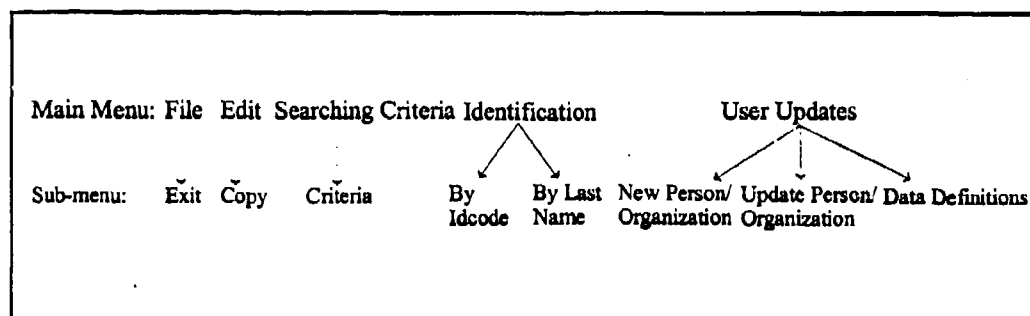 Main Menu: File Edit Searching Criteria Identification User Updates
Sub-menu: Exit Copy Criteria By Idcode By Last Name New Person/ Organization Update Person/ Organization Data Definitions